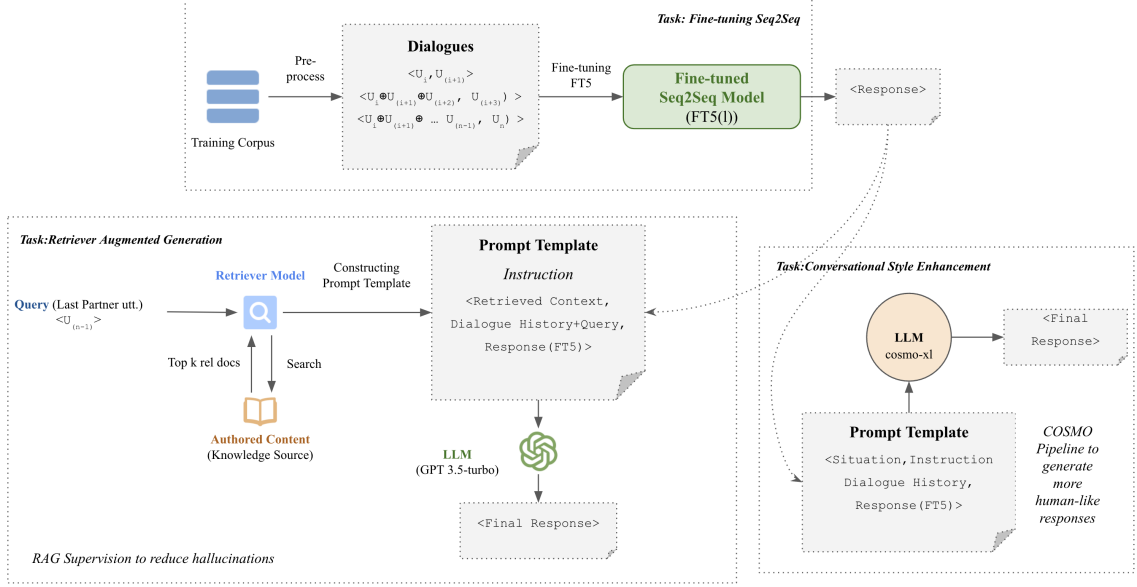 Task: Fine-tuning Seq2Seq
Dialogues
<U_i,U_(i+1)>
<U_i⊕U_(i+1)⊕U_(i+2), U_(i+3)) >
<U_i⊕U_(i+1)⊕ … U_(n-1), U_n) >
Pre-
process
Training Corpus
Fine-tuning
FT5
Fine-tuned
Seq2Seq Model
(FT5(l))
<Response>
Task:Retriever Augmented Generation
Query (Last Partner utt.)
<U_(n-1)>
Retriever Model
Constructing
Prompt Template
Top k rel docs
Search
Authored Content
(Knowledge Source)
Prompt Template
Instruction
<Retrieved Context,
Dialogue History+Query,
Response(FT5)>
LLM
(GPT 3.5-turbo)
<Final Response>
RAG Supervision to reduce hallucinations
Task:Conversational Style Enhancement
LLM
cosmo-xl
<Final
Response>
Prompt Template
<Situation,Instruction
Dialogue History,
Response(FT5)>
COSMO
Pipeline to
generate
more
human-like
responses